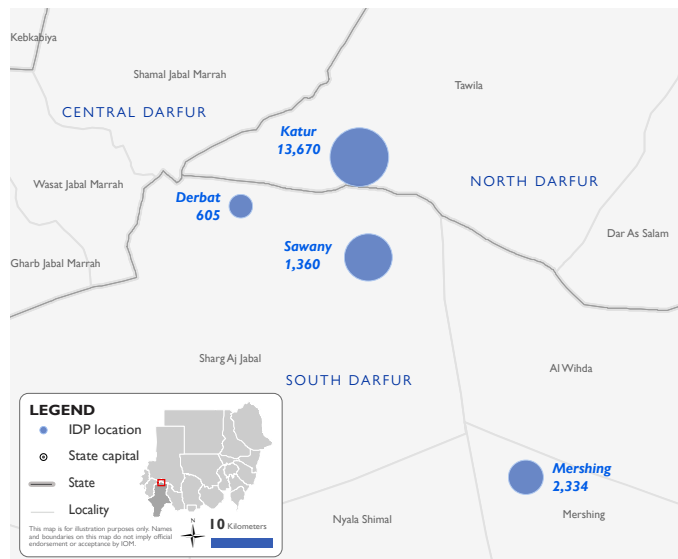 Kebkabiya
Shamal Jabal Marrah
Tawila
CENTRAL DARFUR
Katur
13,670
Wasat Jabal Marrah
NORTH DARFUR
Derbat
605
Dar As Salam
Sawany
1,360
Gharb Jabal Marrah
Sharg Aj Jabal
Al Wihda
SOUTH DARFUR
LEGEND
IDP location
State capital
State
Locality
This map is for illustration purposes only. Names
and boundaries on this map do not imply official
endorsement or acceptance by IOM.
N
10 Kilometers
Mershing
2,334
Nyala Shimal
Mershing